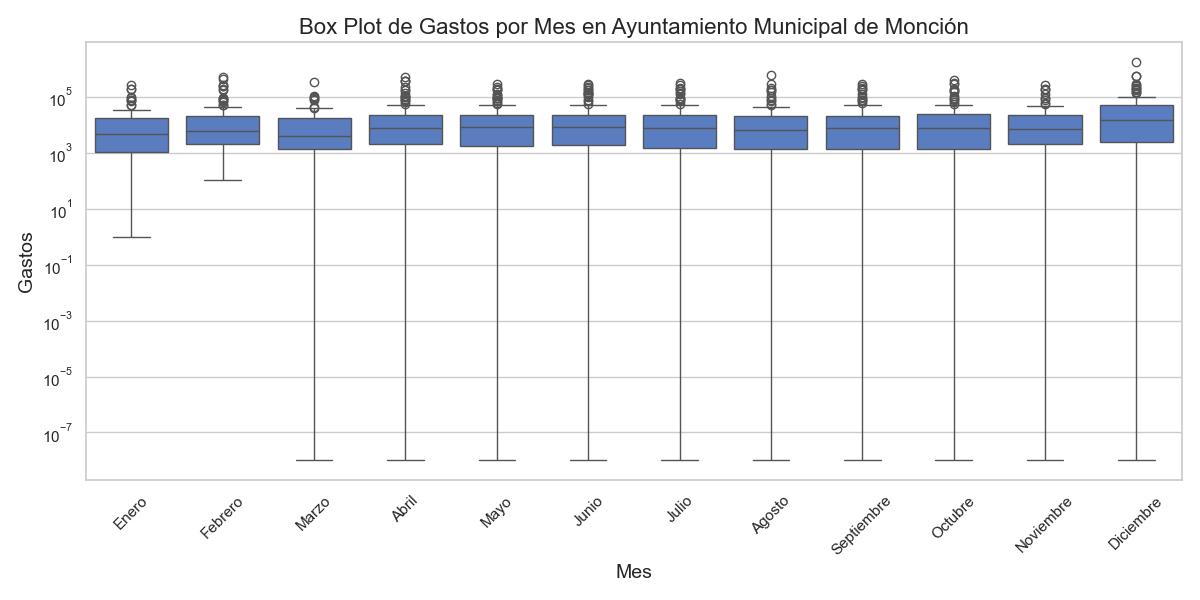 Box Plot de Gastos por Mes en Ayuntamiento Municipal de Monción
Gastos
10^5
10^3
10^1
10^−1
10^−3
10^−5
10^−7
Enero Febrero Marzo Abril Mayo Junio Julio Agosto Septiembre Octubre Noviembre Diciembre
Mes